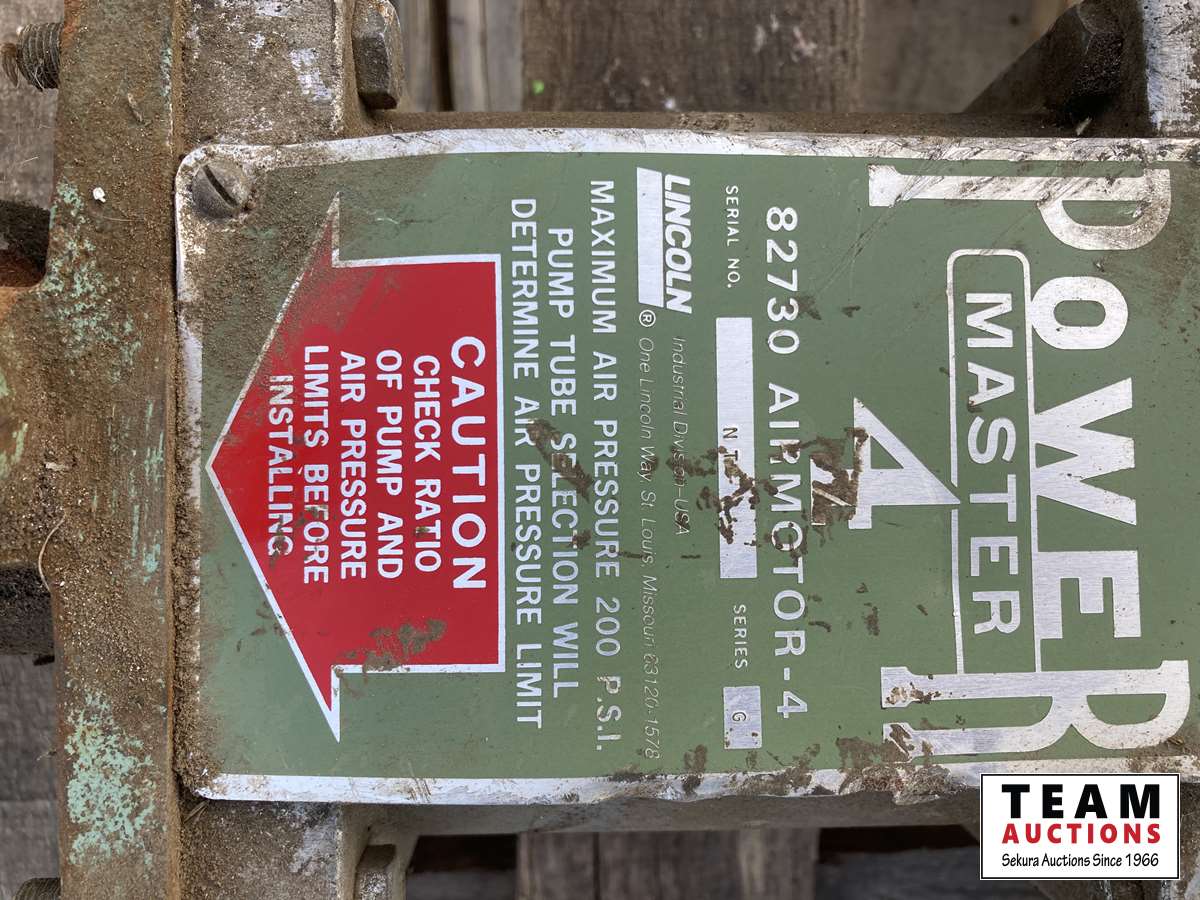 POWER
MASTER
4
82730 AIRMOTOR-4
SERIAL NO.
SERIES G
LINCOLN
Industrial Division-USA
® One Lincoln Way, St. Louis, Missouri 63120-1578
MAXIMUM AIR PRESSURE 200 P.S.I.
PUMP TUBE SELECTION WILL
DETERMINE AIR PRESSURE LIMIT
CAUTION
CHECK RATIO
OF PUMP AND
AIR PRESSURE
LIMITS BEFORE
INSTALLING
TEAM
AUCTIONS
Sekura Auctions Since 1966